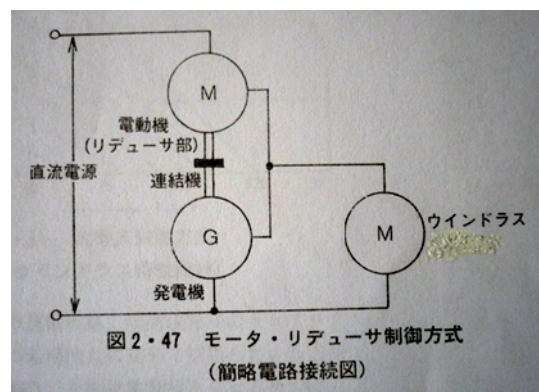 M
電動機
(リデューサ部)
直流電源
連結機
G
発電機
M
ウインドラス
図2・47 モータ・リデューサ制御方式
(簡略電路接続図)